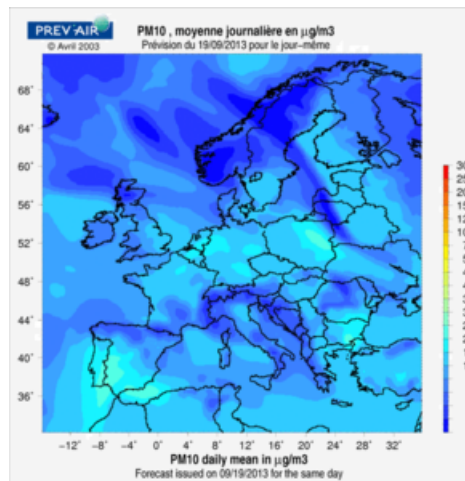 PREV'AIR
© Avril 2003
PM10 , moyenne journalière en µg/m3
Prévision du 19/09/2013 pour le jour-même
68°
64°
60°
56°
52°
48°
44°
40°
36°
-12° -8° -4° 0° 4° 8° 12° 16° 20° 24° 28° 32°
PM10 daily mean in µg/m3
Forecast issued on 09/19/2013 for the same day